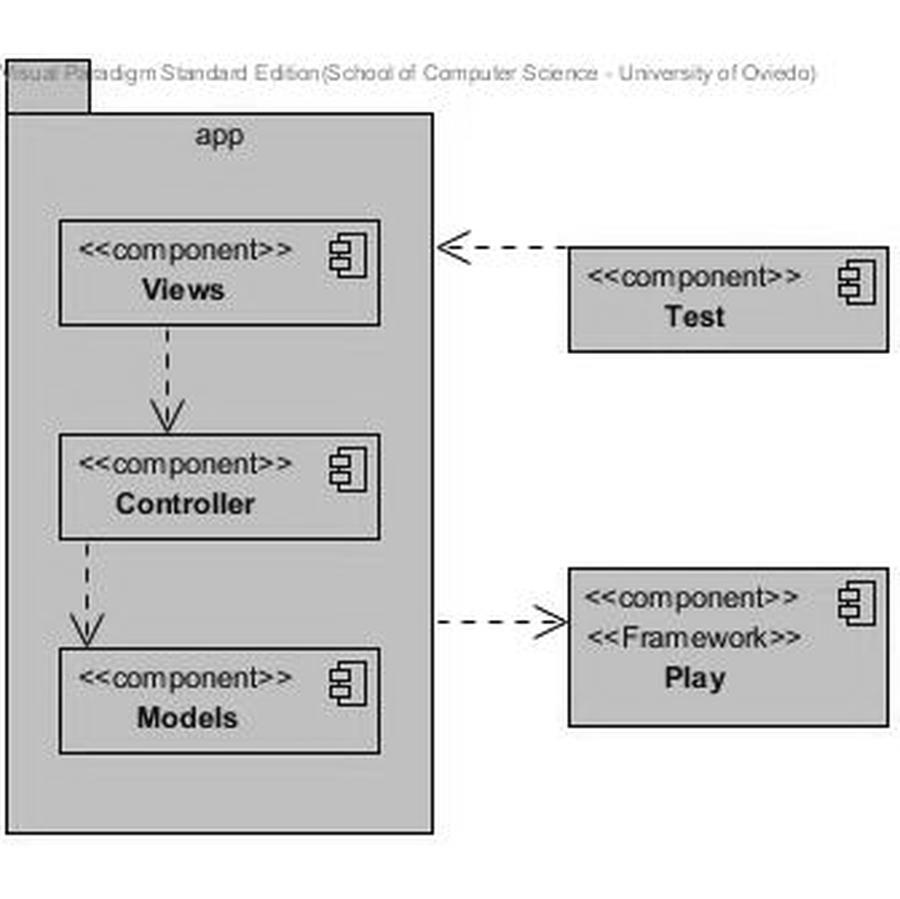 Visual Paradigm Standard Edition(School of Computer Science - University of Oviedo)
app
<<component>>
Views
<<component>>
Test
<<component>>
Controller
<<component>>
<<Framework>>
Play
<<component>>
Models